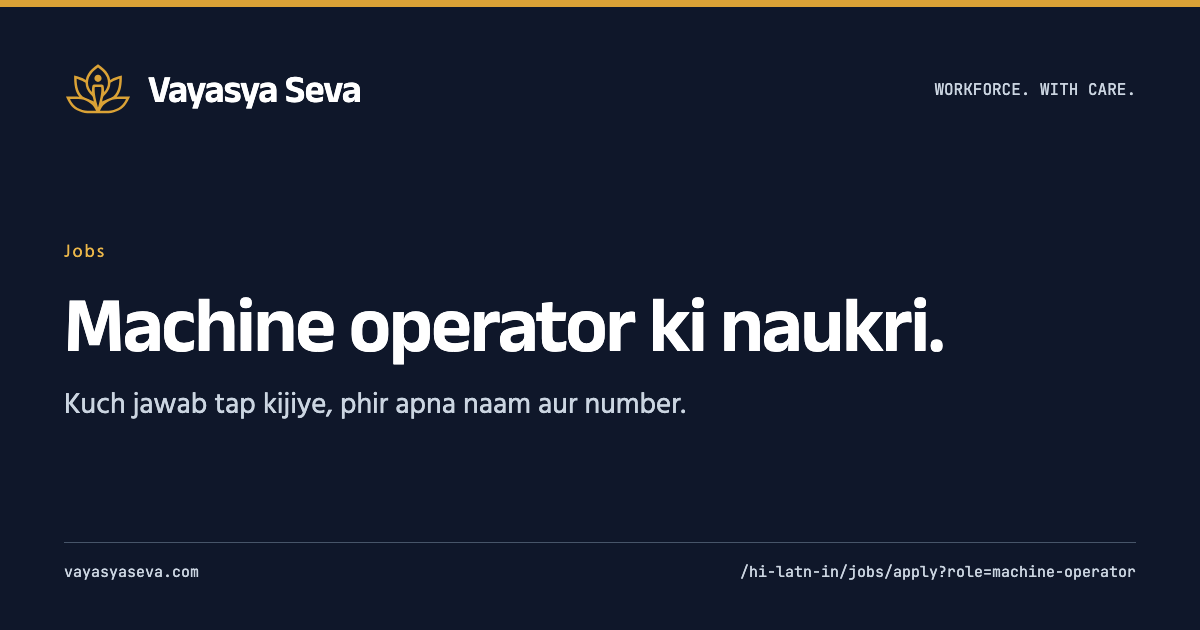 Vayasya Seva
WORKFORCE. WITH CARE.
Jobs
Machine operator ki naukri.
Kuch jawab tap kijiye, phir apna naam aur number.
vayasyaseva.com
/hi-latn-in/jobs/apply?role=machine-operator